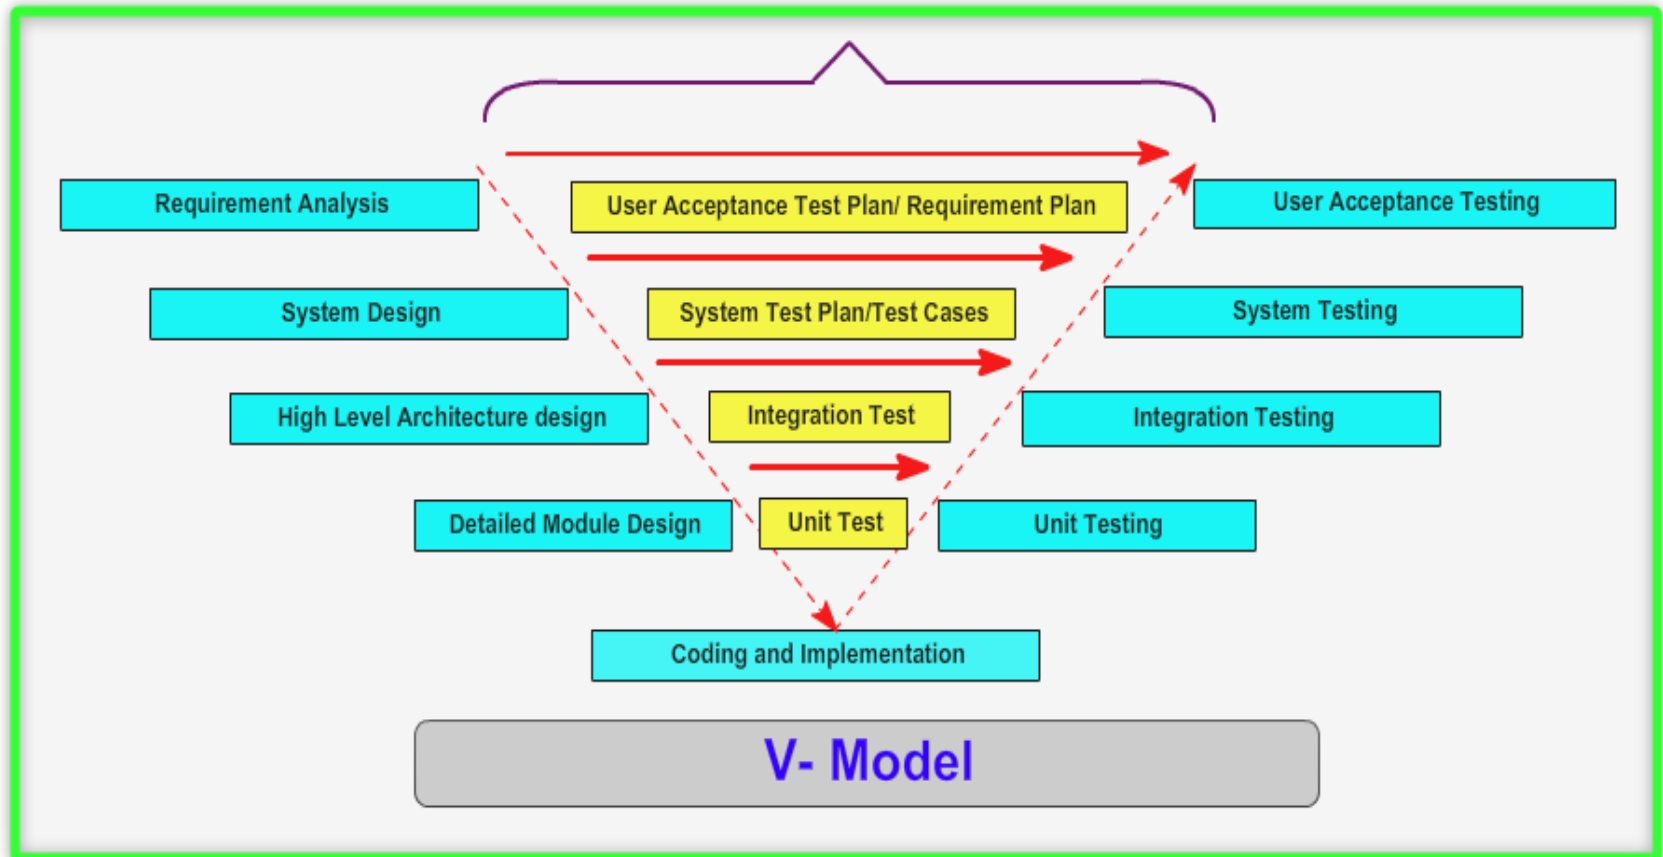 Requirement Analysis
User Acceptance Test Plan/ Requirement Plan
User Acceptance Testing
System Design
System Test Plan/Test Cases
System Testing
High Level Architecture design
Integration Test
Integration Testing
Detailed Module Design
Unit Test
Unit Testing
Coding and Implementation
V- Model